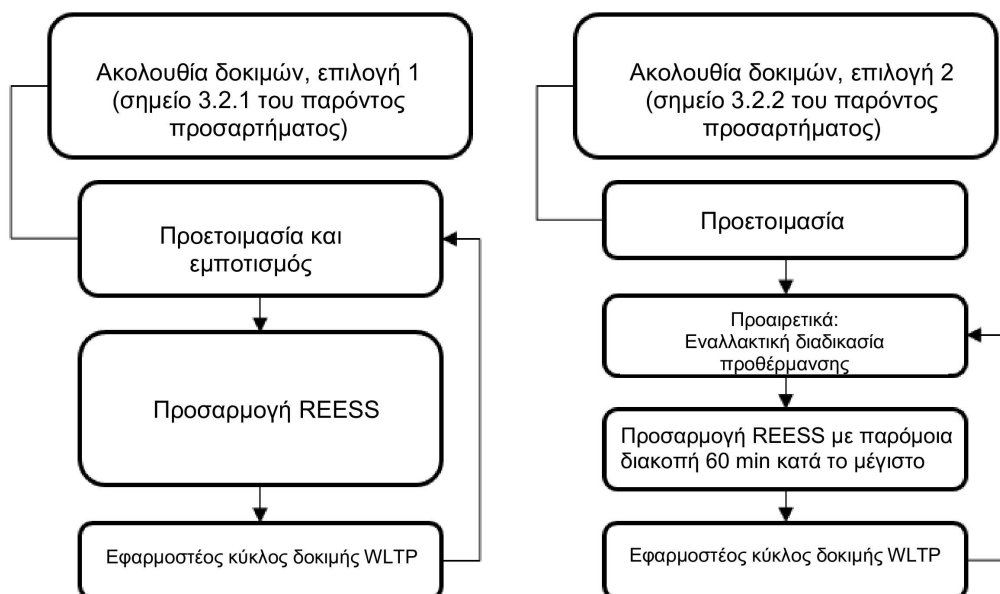 Ακολουθία δοκιμών, επιλογή 1
(σημείο 3.2.1 του παρόντος
προσαρτήματος)
Προετοιμασία και
εμποτισμός
Προσαρμογή REESS
Εφαρμοστέος κύκλος δοκιμής WLTP
Ακολουθία δοκιμών, επιλογή 2
(σημείο 3.2.2 του παρόντος
προσαρτήματος)
Προετοιμασία
Προαιρετικά:
Εναλλακτική διαδικασία
προθέρμανσης
Προσαρμογή REESS με παρόμοια
διακοπή 60 min κατά το μέγιστο
Εφαρμοστέος κύκλος δοκιμής WLTP